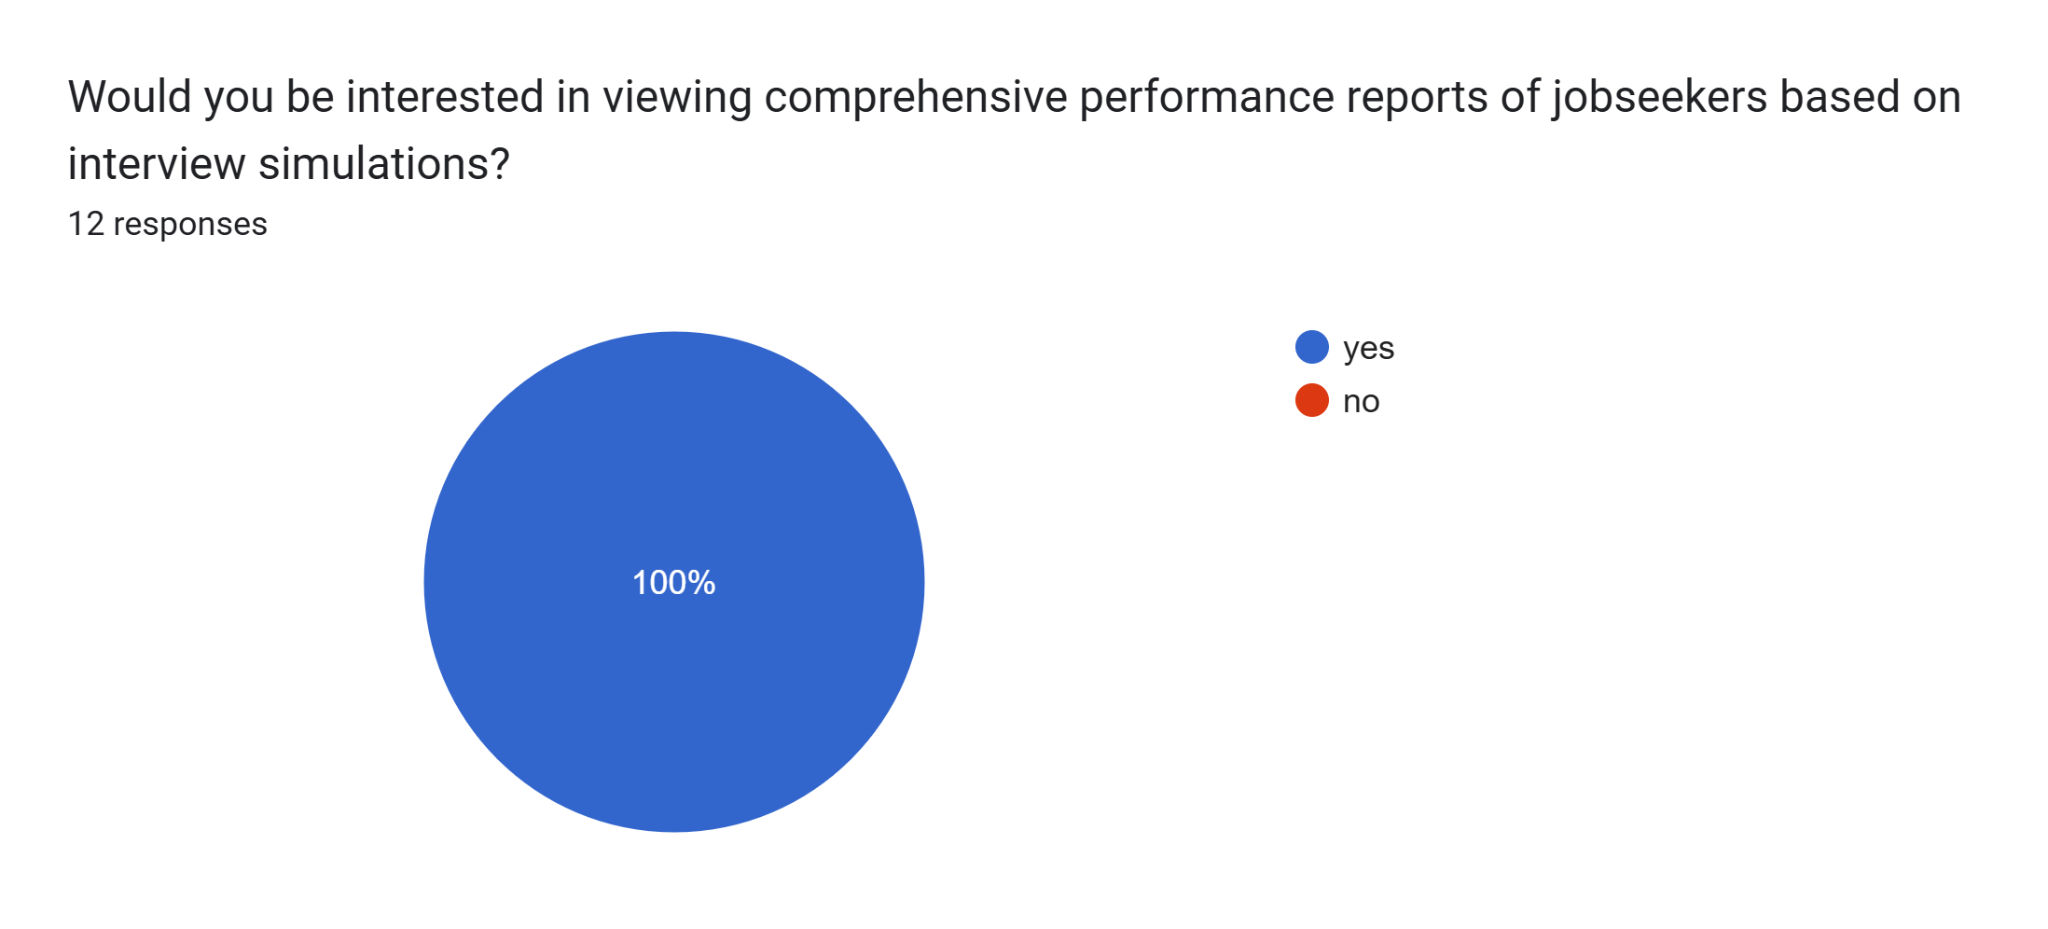 Would you be interested in viewing comprehensive performance reports of jobseekers based on
interview simulations?
12 responses
yes
no
100%